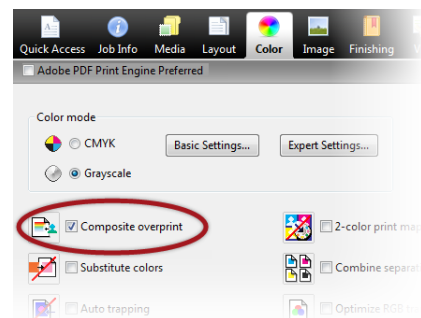 Quick Access Job Info Media Layout Color Image Finishing
Adobe PDF Print Engine Preferred
Color mode
CMYK Basic Settings... Expert Settings...
Grayscale
Composite overprint 2-color print map
Substitute colors Combine separat
Auto trapping Optimize RGB